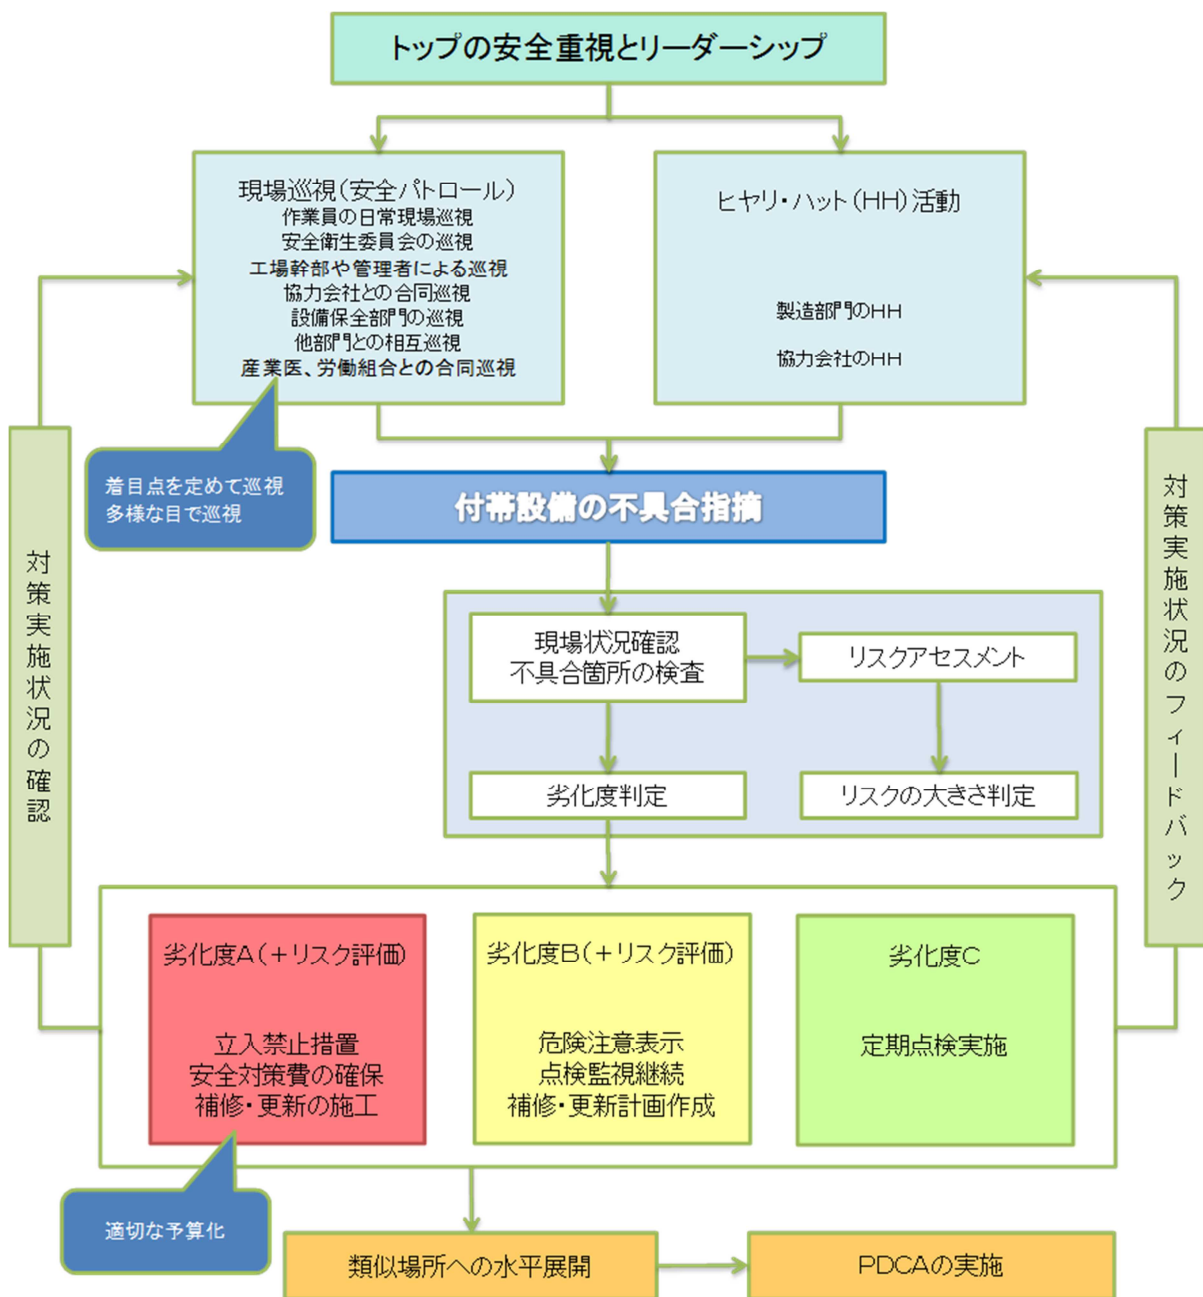 トップの安全重視とリーダーシップ
現場巡視(安全パトロール)
作業員の日常現場巡視
安全衛生委員会の巡視
工場幹部や管理者による巡視
協力会社との合同巡視
設備保全部門の巡視
他部門との相互巡視
産業医、労働組合との合同巡視
ヒヤリ・ハット(HH)活動
製造部門のHH
協力会社のHH
着目点を定めて巡視
多様な目で巡視
付帯設備の不具合指摘
対策実施状況の確認
対策実施状況のフィードバック
現場状況確認
不具合箇所の検査
リスクアセスメント
劣化度判定
リスクの大きさ判定
劣化度A(+リスク評価)
立入禁止措置
安全対策費の確保
補修・更新の施工
劣化度B(+リスク評価)
危険注意表示
点検監視継続
補修・更新計画作成
劣化度C
定期点検実施
適切な予算化
類似場所への水平展開
PDCAの実施